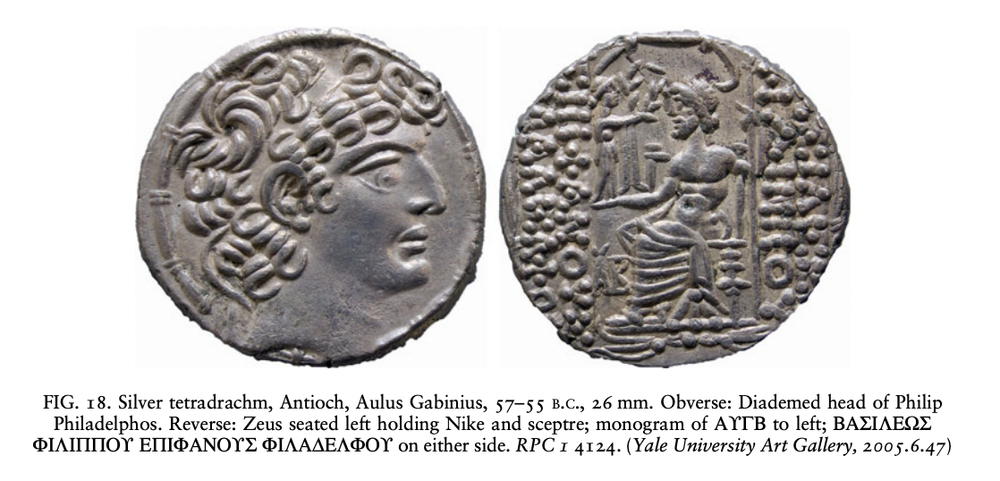 FIG. 18. Silver tetradrachm, Antioch, Aulus Gabinius, 57–55 B.C., 26 mm. Obverse: Diademed head of Philip
Philadelphos. Reverse: Zeus seated left holding Nike and sceptre; monogram of ΑΥΓΒ to left; ΒΑΣΙΛΕΩΣ
ΦΙΛΙΠΠΟΥ ΕΠΙΦΑΝΟΥΣ ΦΙΛΑΔΕΛΦΟΥ on either side. RPC I 4124. (Yale University Art Gallery, 2005.6.47)